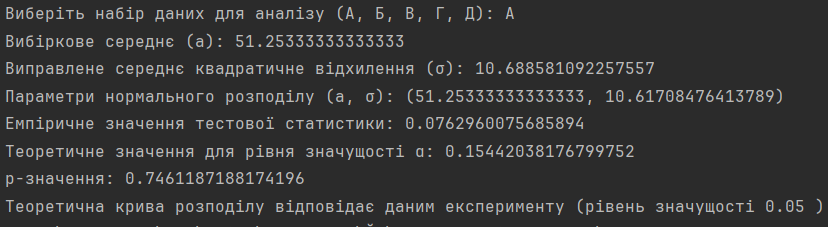 Виберіть набір даних для аналізу (А, Б, В, Г, Д): А
Вибіркове середнє (a): 51.25333333333333
Виправлене середнє квадратичне відхилення (σ): 10.688581092257557
Параметри нормального розподілу (a, σ): (51.25333333333333, 10.61708476413789)
Емпіричне значення тестової статистики: 0.0762960075685894
Теоретичне значення для рівня значущості α: 0.15442038176799752
p-значення: 0.7461187188174196
Теоретична крива розподілу відповідає даним експерименту (рівень значущості 0.05 )